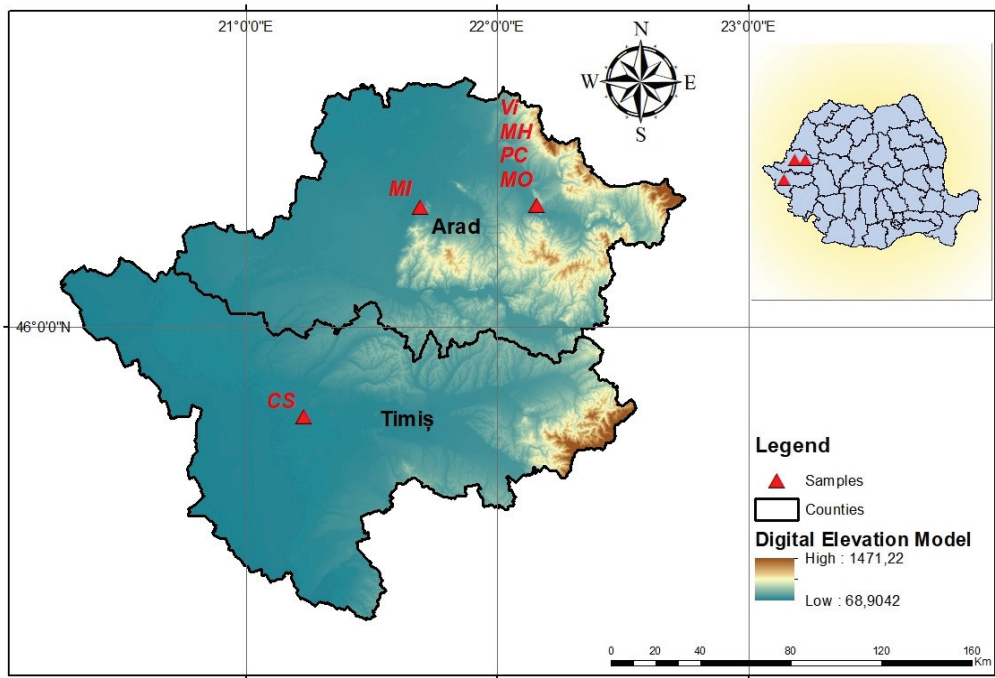 21°0'0"E
22°0'0"E
23°0'0"E
N
W
E
S
Vi
MH
PC
MO
MI
Arad
46°0'0"N
CS
Timiș
Legend
Samples
Counties
Digital Elevation Model
High : 1471,22
Low : 68,9042
0 20 40 80 120 160
Km